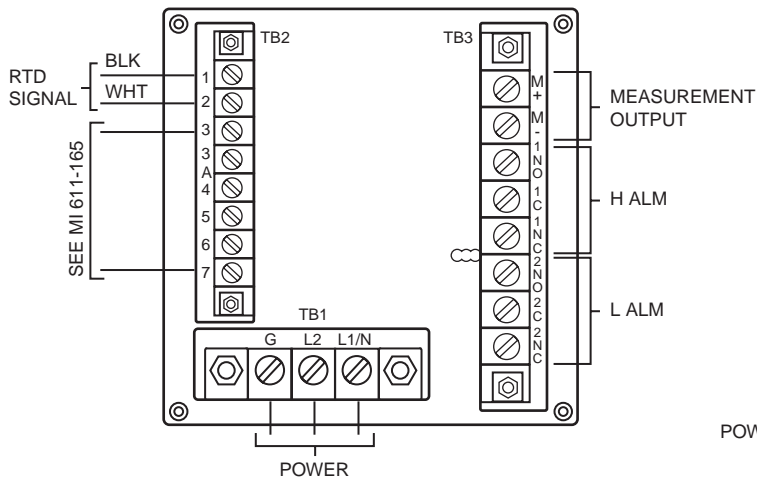 TB2
TB3
BLK
RTD
SIGNAL
WHT
1
2
3
3
A
4
5
6
7
SEE MI 611-165
M
+
M
-
1
N
O
1
C
1
N
C
2
N
O
2
C
2
N
C
MEASUREMENT
OUTPUT
H ALM
L ALM
TB1
G L2 L1/N
POWER
POW